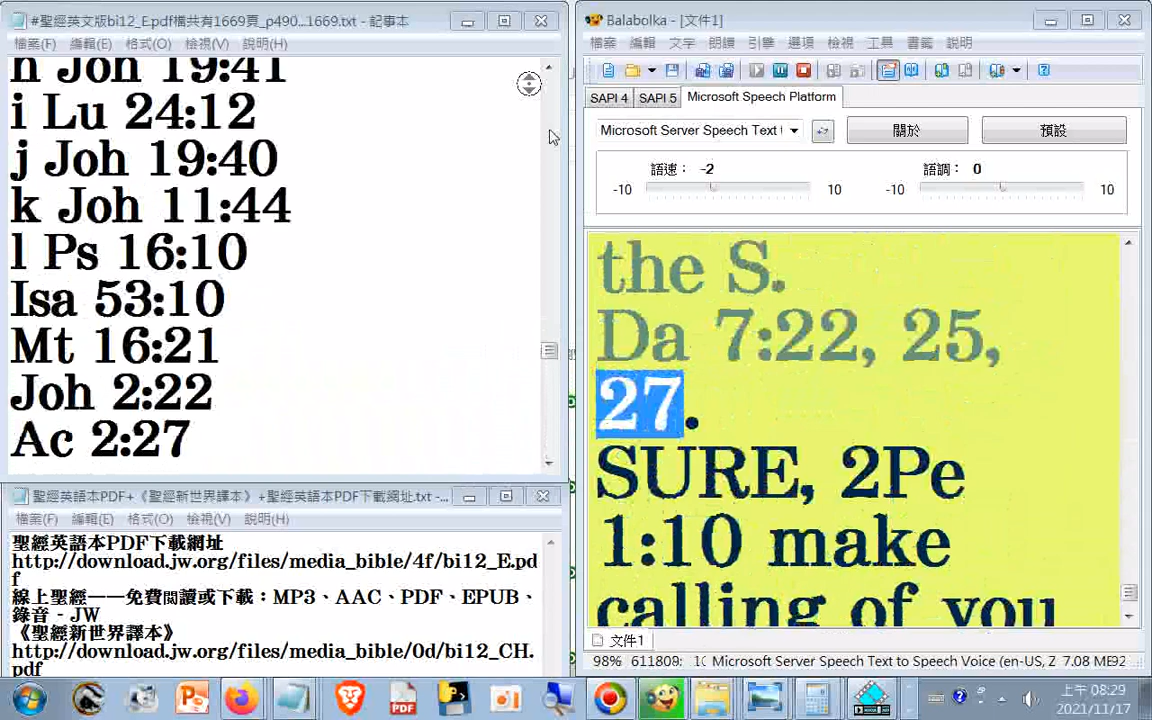 #聖經英文版bi12_E.pdf檔共有1669頁_p490...1669.txt - 記事本
檔案(F) 編輯(E) 格式(O) 檢視(V) 說明(H)
h Joh 19:41
i Lu 24:12
j Joh 19:40
k Joh 11:44
l Ps 16:10
Isa 53:10
Mt 16:21
Joh 2:22
Ac 2:27
聖經英語本PDF+《聖經新世界譯本》+聖經英語本PDF下載網址.txt -...
檔案(F) 編輯(E) 格式(O) 檢視(V) 說明(H)
聖經英語本PDF下載網址
http://download.jw.org/files/media_bible/4f/bi12_E.pd
f
線上聖經——免費閱讀或下載：MP3、AAC、PDF、EPUB、
錄音 - JW
《聖經新世界譯本》
http://download.jw.org/files/media_bible/0d/bi12_CH.
pdf
Balabolka - [文件1]
檔案 編輯 文字 朗讀 引擎 選項 檢視 工具 書籤 說明
SAPI 4 SAPI 5 Microsoft Speech Platform
Microsoft Server Speech Text t 關於 預設
語速： -2 語調： 0
-10 10 -10 10
the S.
Da 7:22, 25,
27.
SURE, 2Pe
1:10 make
calling of you
文件1
98% 611809: Microsoft Server Speech Text to Speech Voice (en-US, Z 7.08 ME
上午 08:29
2021/11/17